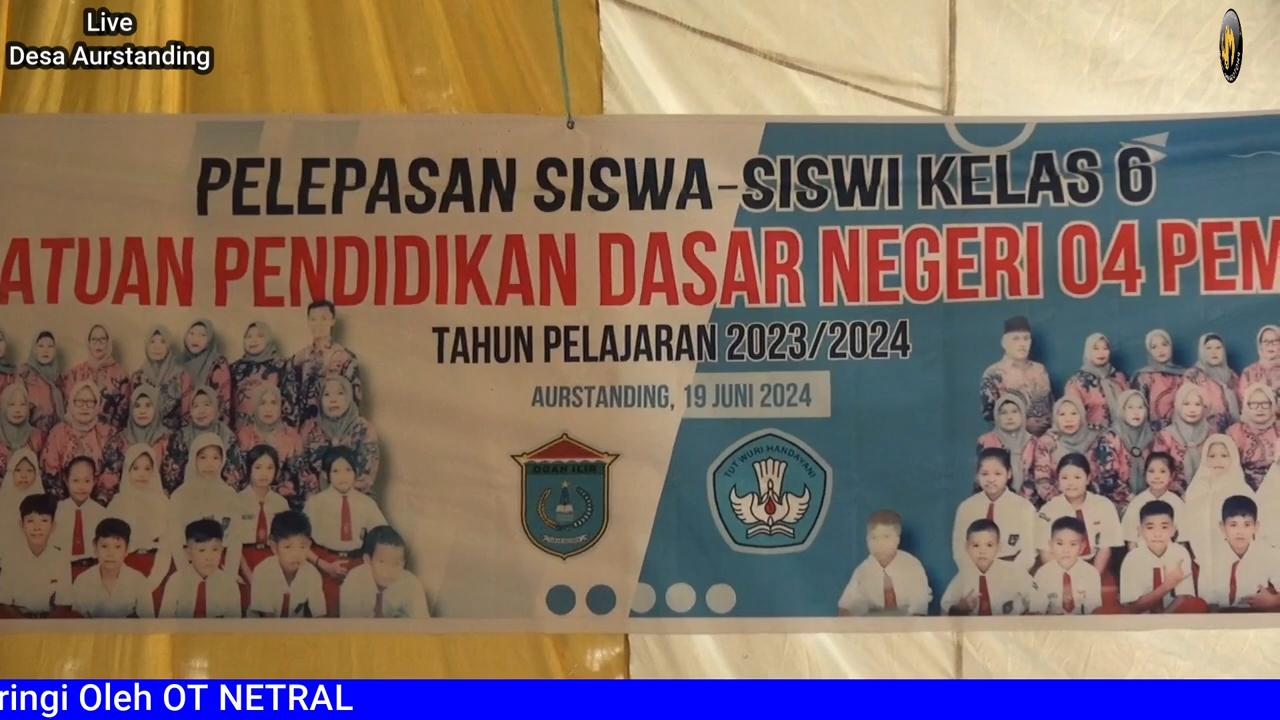 Live
Desa Aurstanding
PELEPASAN SISWA-SISWI KELAS 6
ATUAN PENDIDIKAN DASAR NEGERI 04 PEM
TAHUN PELAJARAN 2023/2024
AURSTANDING, 19 JUNI 2024
OGAN ILIR
TUT WURI HANDAYANI
ringi Oleh OT NETRAL